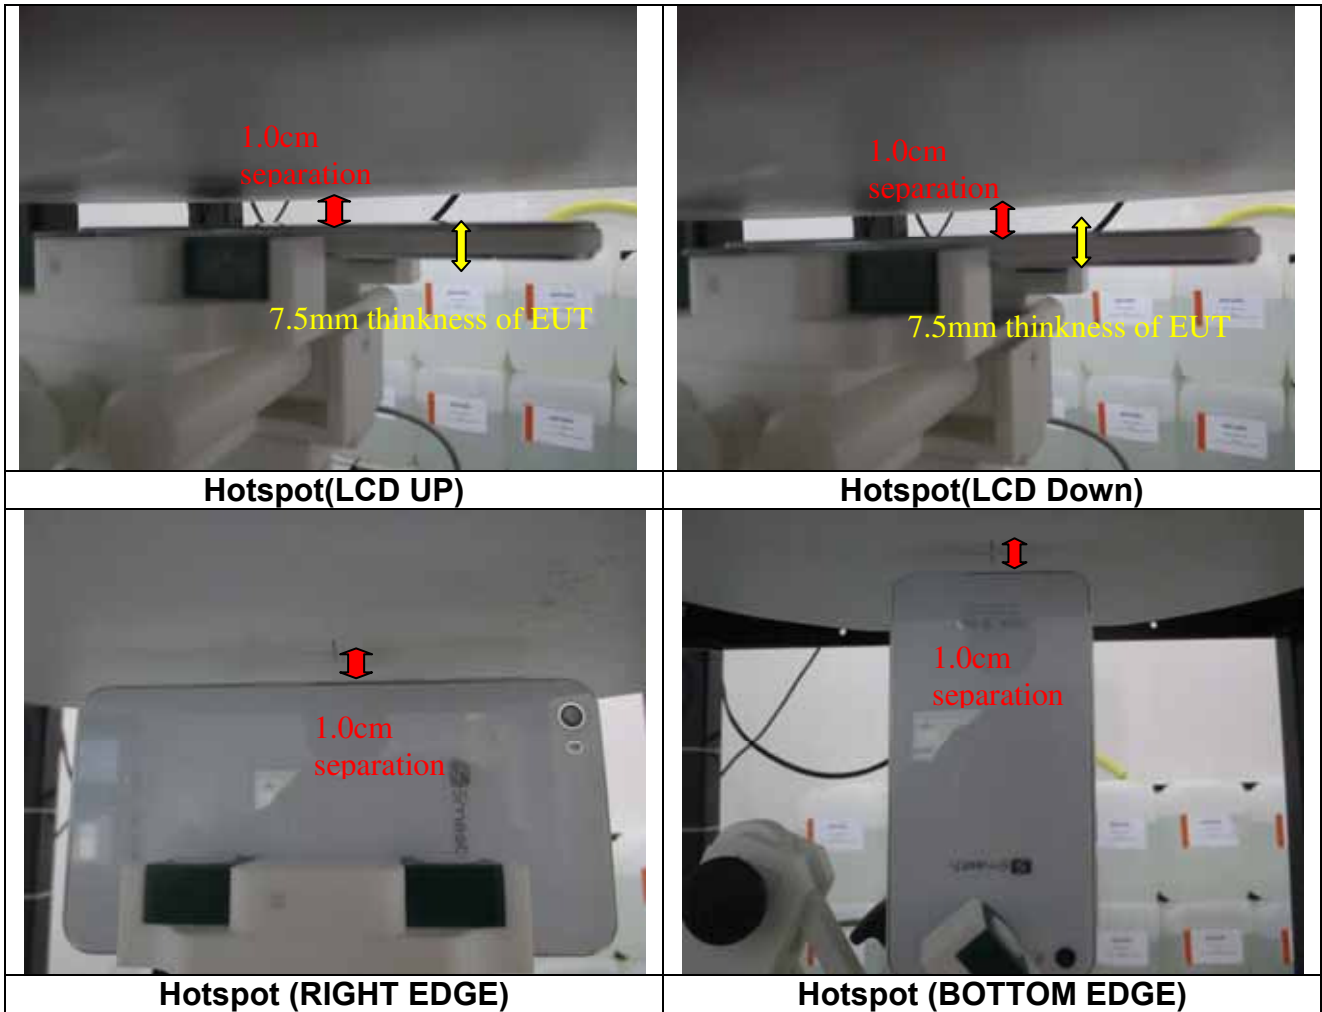 1.0cm
separation
7.5mm thinkness of EUT
1.0cm
separation
7.5mm thinkness of EUT
Hotspot(LCD UP)
Hotspot(LCD Down)
1.0cm
separation
1.0cm
separation
Hotspot (RIGHT EDGE)
Hotspot (BOTTOM EDGE)